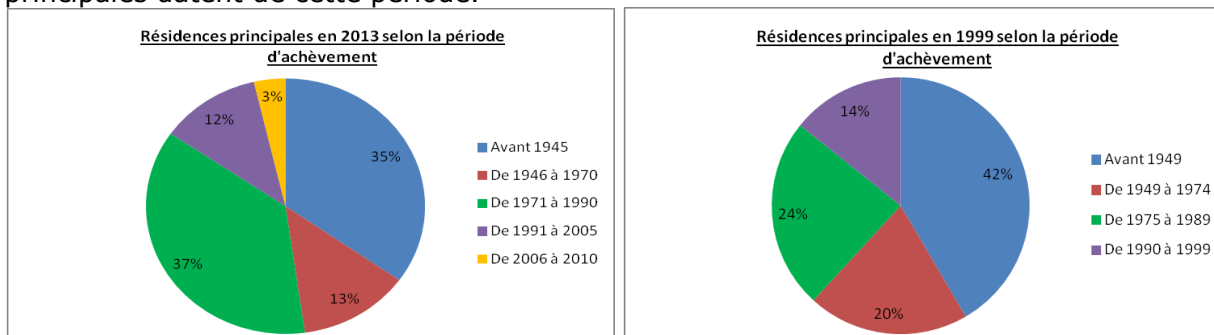 principales datent de cette période.
Résidences principales en 2013 selon la période
d'achèvement
3%
12%
35%
37%
13%
Avant 1945
De 1946 à 1970
De 1971 à 1990
De 1991 à 2005
De 2006 à 2010
Résidences principales en 1999 selon la période
d'achèvement
14%
42%
24%
20%
Avant 1949
De 1949 à 1974
De 1975 à 1989
De 1990 à 1999